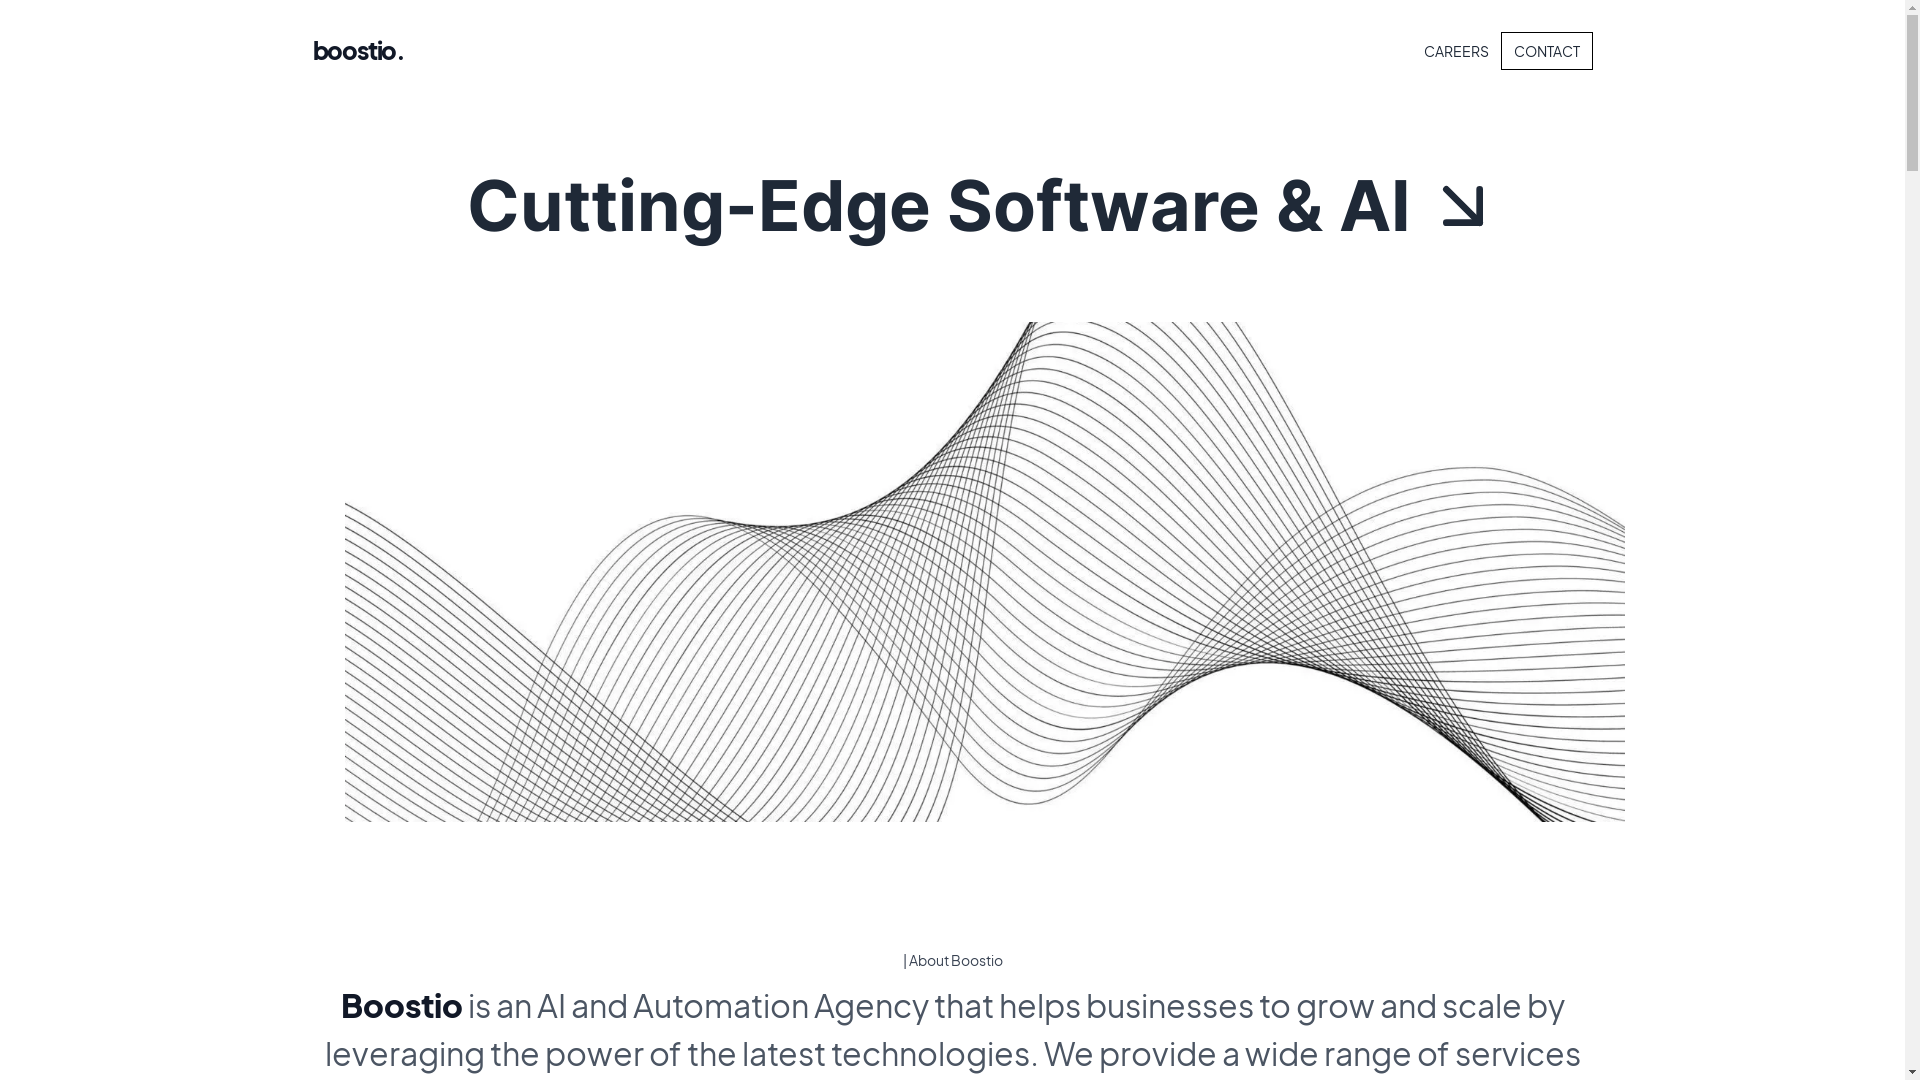 boostio.
CAREERS
CONTACT
Cutting-Edge Software & AI
| About Boostio
Boostio is an AI and Automation Agency that helps businesses to grow and scale by
leveraging the power of the latest technologies. We provide a wide range of services